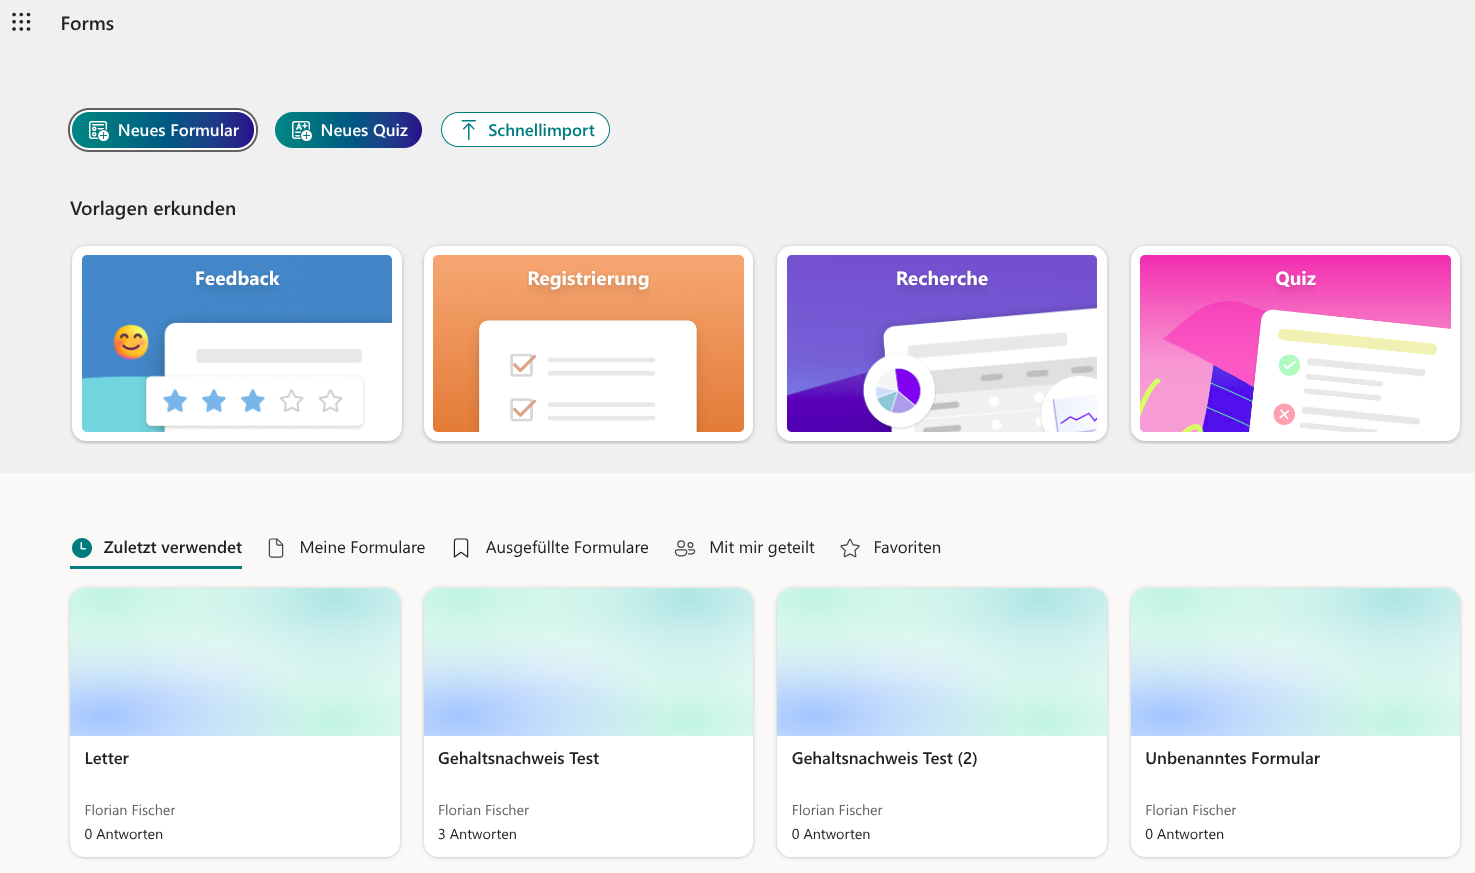 Forms
Neues Formular
Neues Quiz
Schnellimport
Vorlagen erkunden
Feedback
Registrierung
Recherche
Quiz
Zuletzt verwendet
Meine Formulare
Ausgefüllte Formulare
Mit mir geteilt
Favoriten
Letter
Florian Fischer
0 Antworten
Gehaltsnachweis Test
Florian Fischer
3 Antworten
Gehaltsnachweis Test (2)
Florian Fischer
0 Antworten
Unbenanntes Formular
Florian Fischer
0 Antworten